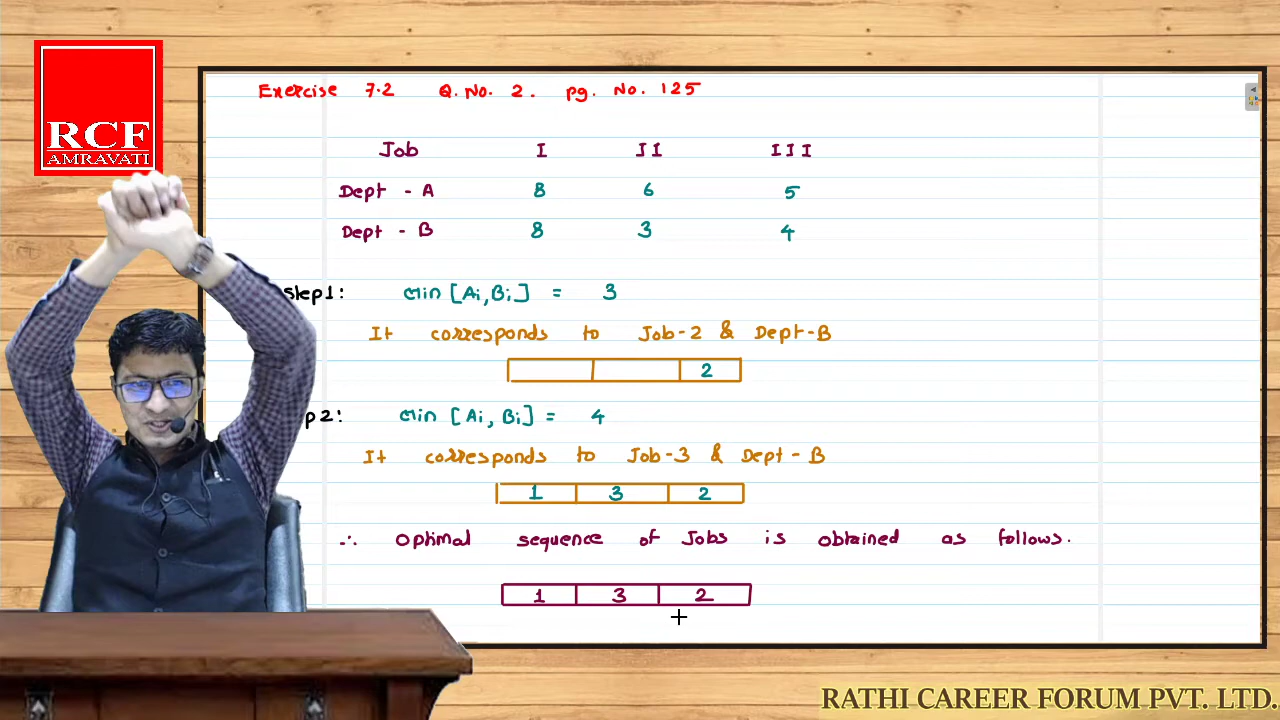 RCF
AMRAVATI
Exercise 7.2 Q. No. 2. pg. No. 125
Job I II III
Dept - A 8 6 5
Dept - B 8 3 4
step1: min [Ai, Bi] = 3
It corresponds to Job-2 & Dept-B
2
p2: min [Ai, Bi] = 4
It corresponds to Job-3 & Dept - B
1 3 2
∴ Optimal sequence of Jobs is obtained as follows.
1 3 2
RATHI CAREER FORUM PVT. LTD.